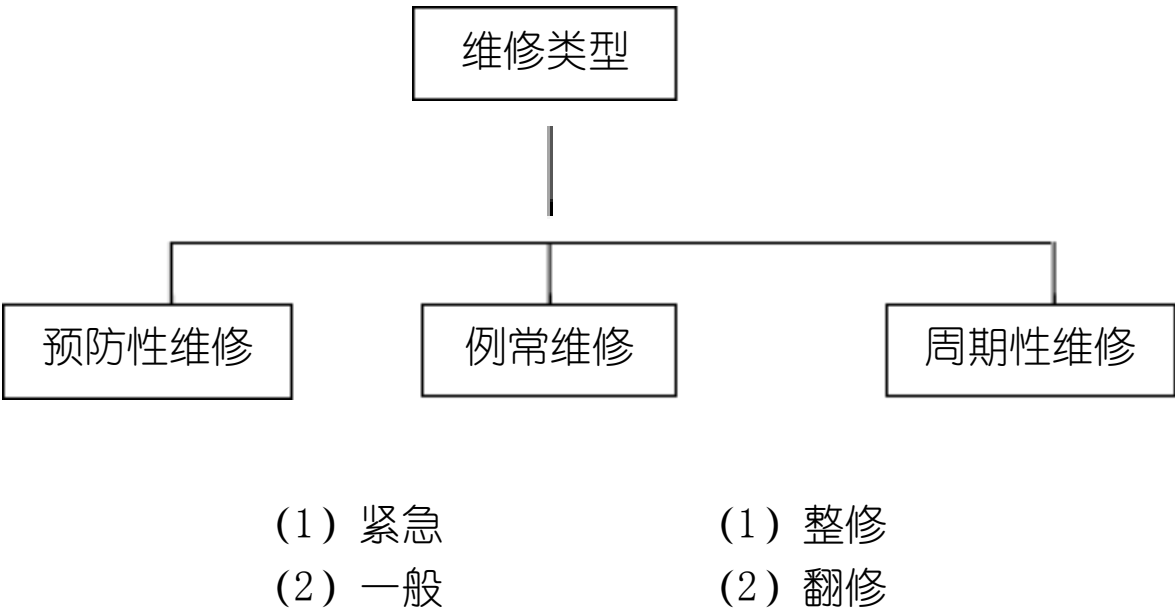 维修类型
预防性维修 例常维修 周期性维修
(1) 紧急 (1) 整修
(2) 一般 (2) 翻修